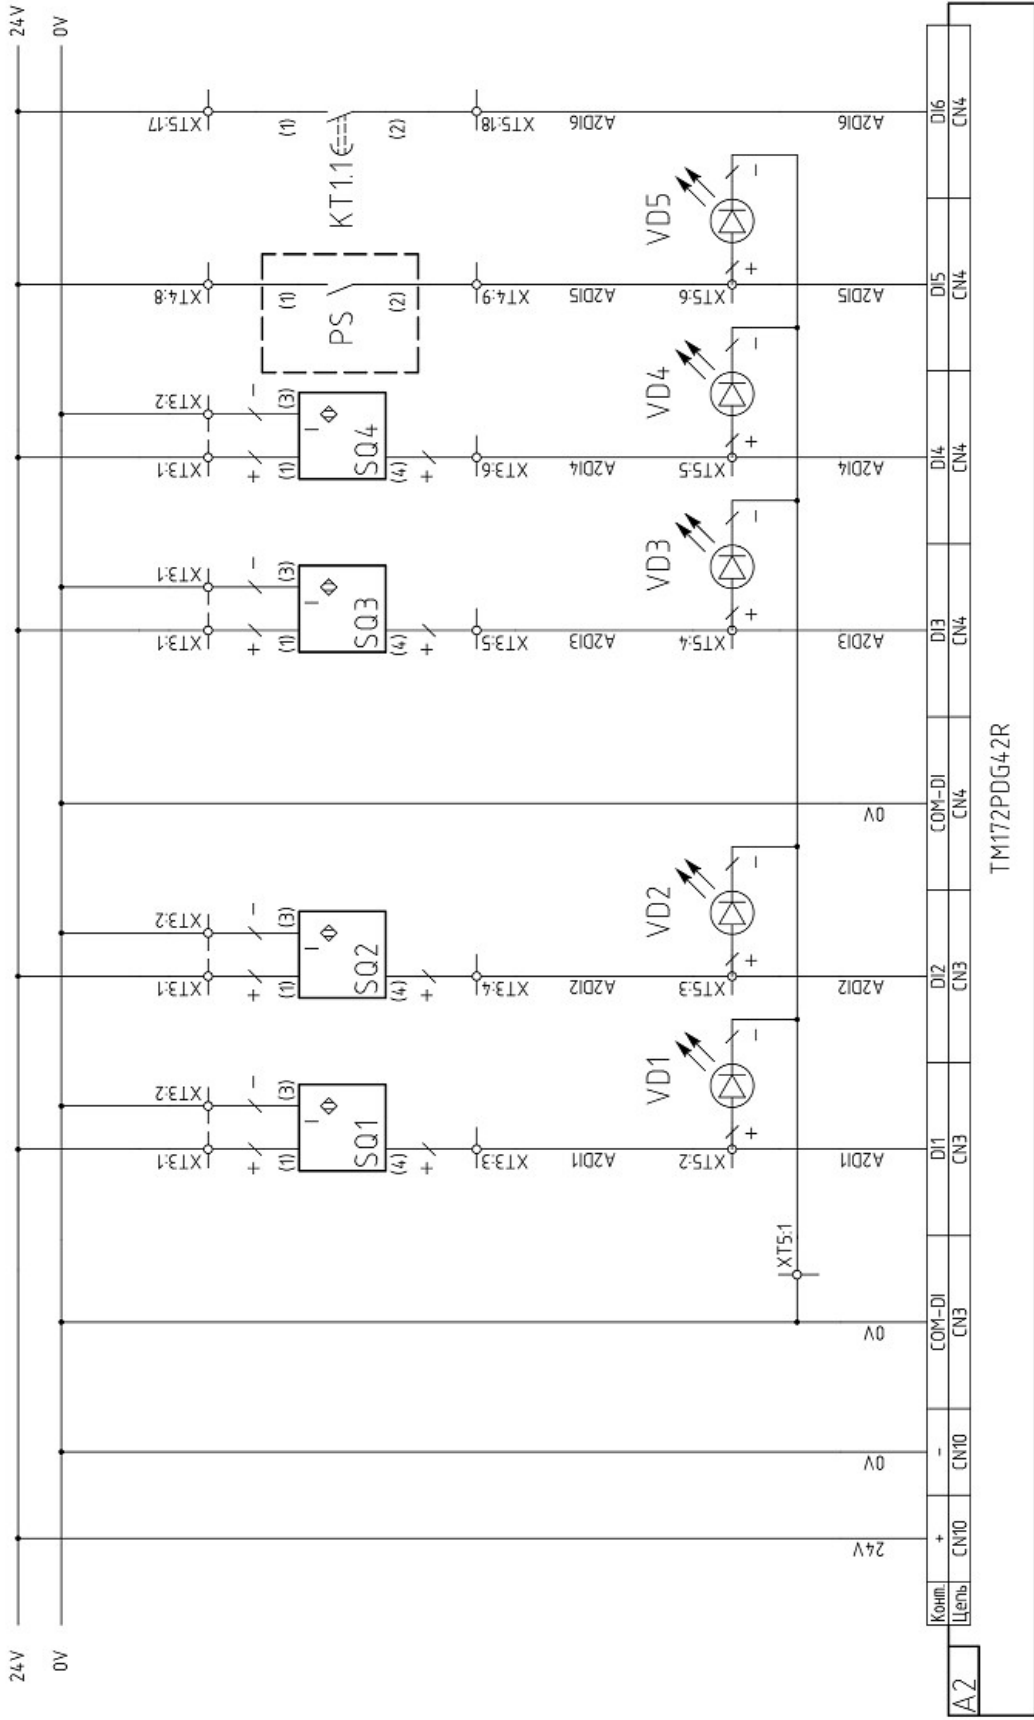 24V 24V
0V 0V
XT3:1 XT3:2 XT3:1 XT3:2 XT3:1 XT3:1 XT3:1 XT3:2 XT4:8 XT5:17
+ − + − + − + −
(1) (3) (1) (3) (1) (3) (1) (3) (1) (1)
I I I I
SQ1 SQ2 SQ3 SQ4 PS KT1.1
(4) (4) (4) (4) (2) (2)
+ + + +
XT3:3 XT3:4 XT3:5 XT3:6 XT4:9 XT5:18
A2DI1 A2DI2 A2DI3 A2DI4 A2DI5 A2DI6
VD1 VD2 VD3 VD4 VD5
XT5:2 XT5:3 XT5:4 XT5:5 XT5:6
+ − + − + − + − + −
XT5:1
24V 0V 0V A2DI1 A2DI2 0V A2DI3 A2DI4 A2DI5 A2DI6
Конт. + - COM-DI DI1 DI2 COM-DI DI3 DI4 DI5 DI6
Цепь CN10 CN10 CN3 CN3 CN3 CN4 CN4 CN4 CN4 CN4
A2
TM172PDG42R